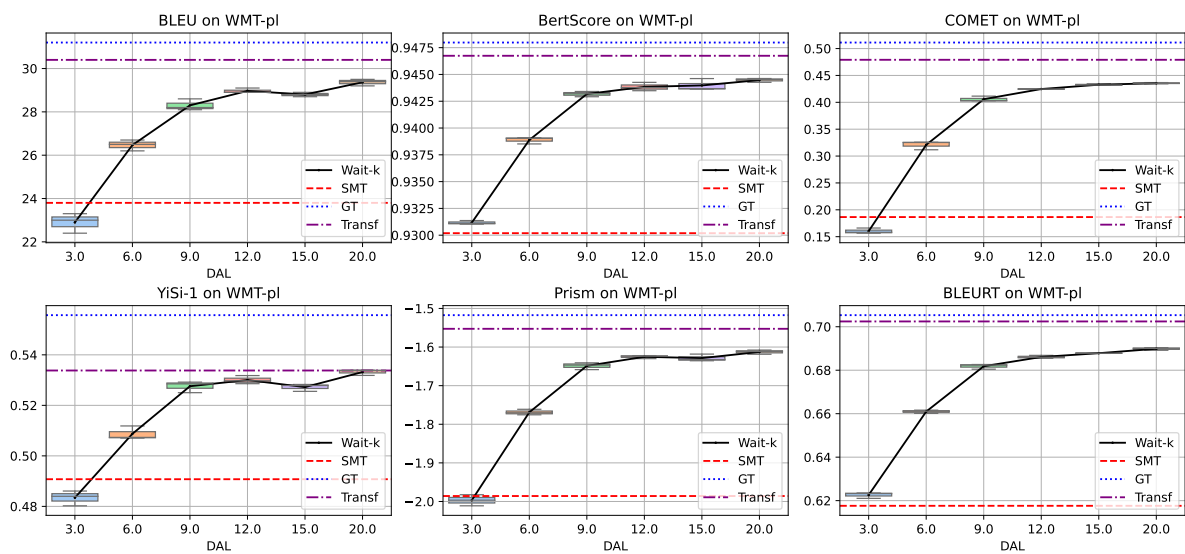 BLEU on WMT-pl
30
28
26
24
22
3.0 6.0 9.0 12.0 15.0 20.0
DAL
Wait-k
SMT
GT
Transf
BertScore on WMT-pl
0.9475
0.9450
0.9425
0.9400
0.9375
0.9350
0.9325
0.9300
3.0 6.0 9.0 12.0 15.0 20.0
DAL
Wait-k
SMT
GT
Transf
COMET on WMT-pl
0.50
0.45
0.40
0.35
0.30
0.25
0.20
0.15
3.0 6.0 9.0 12.0 15.0 20.0
DAL
Wait-k
SMT
GT
Transf
YiSi-1 on WMT-pl
0.54
0.52
0.50
0.48
3.0 6.0 9.0 12.0 15.0 20.0
DAL
Wait-k
SMT
GT
Transf
Prism on WMT-pl
−1.5
−1.6
−1.7
−1.8
−1.9
−2.0
3.0 6.0 9.0 12.0 15.0 20.0
DAL
Wait-k
SMT
GT
Transf
BLEURT on WMT-pl
0.70
0.68
0.66
0.64
0.62
3.0 6.0 9.0 12.0 15.0 20.0
DAL
Wait-k
SMT
GT
Transf